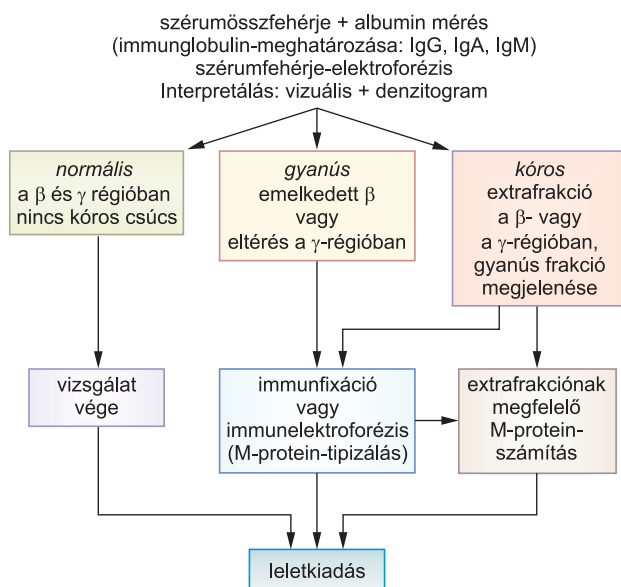 szérumösszfehérje + albumin mérés
(immunglobulin-meghatározása: IgG, IgA, IgM)
szérumfehérje-elektroforézis
Interpretálás: vizuális + denzitogram
normális
a β és γ régióban
nincs kóros csúcs
gyanús
emelkedett β
vagy
eltérés a γ-régióban
kóros
extrafrakció
a β- vagy
a γ-régióban,
gyanús frakció
megjelenése
vizsgálat
vége
immunfixáció
vagy
immunelektroforézis
(M-protein-tipizálás)
extrafrakciónak
megfelelő
M-protein-
számítás
leletkiadás